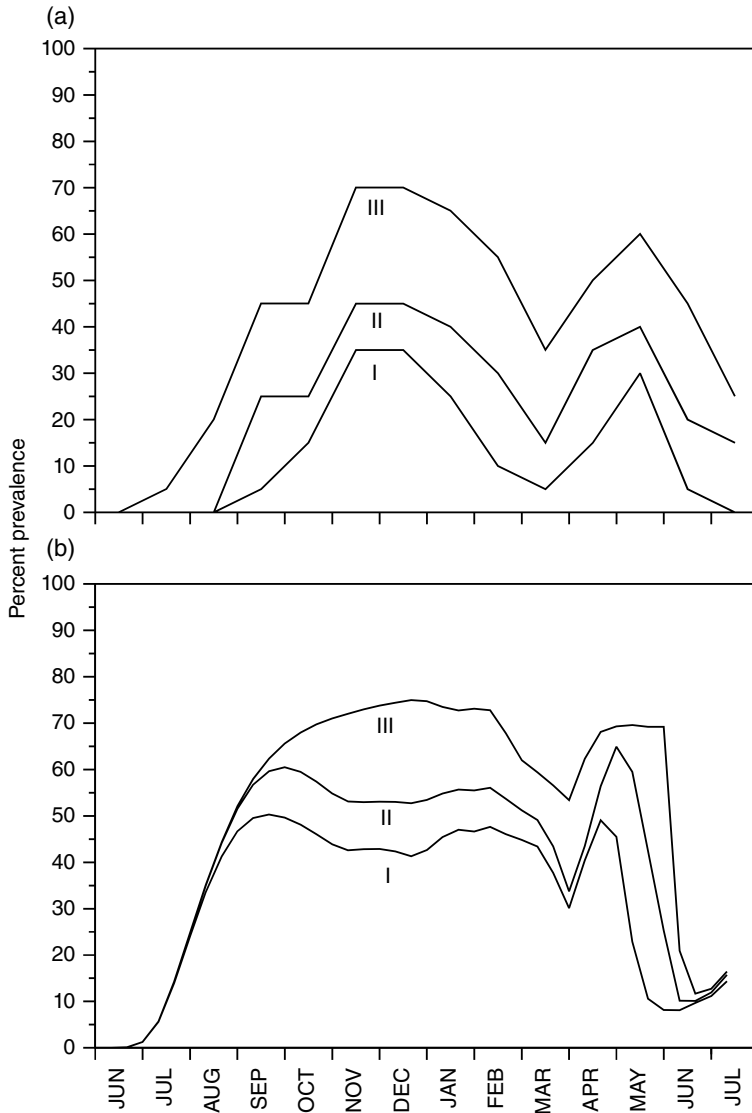 (a)
100
90
80
70
60
50
40
30
20
10
0
III
II
I
Percent prevalence
(b)
100
90
80
70
60
50
40
30
20
10
0
III
II
I
JUN JUL AUG SEP OCT NOV DEC JAN FEB MAR APR MAY JUN JUL